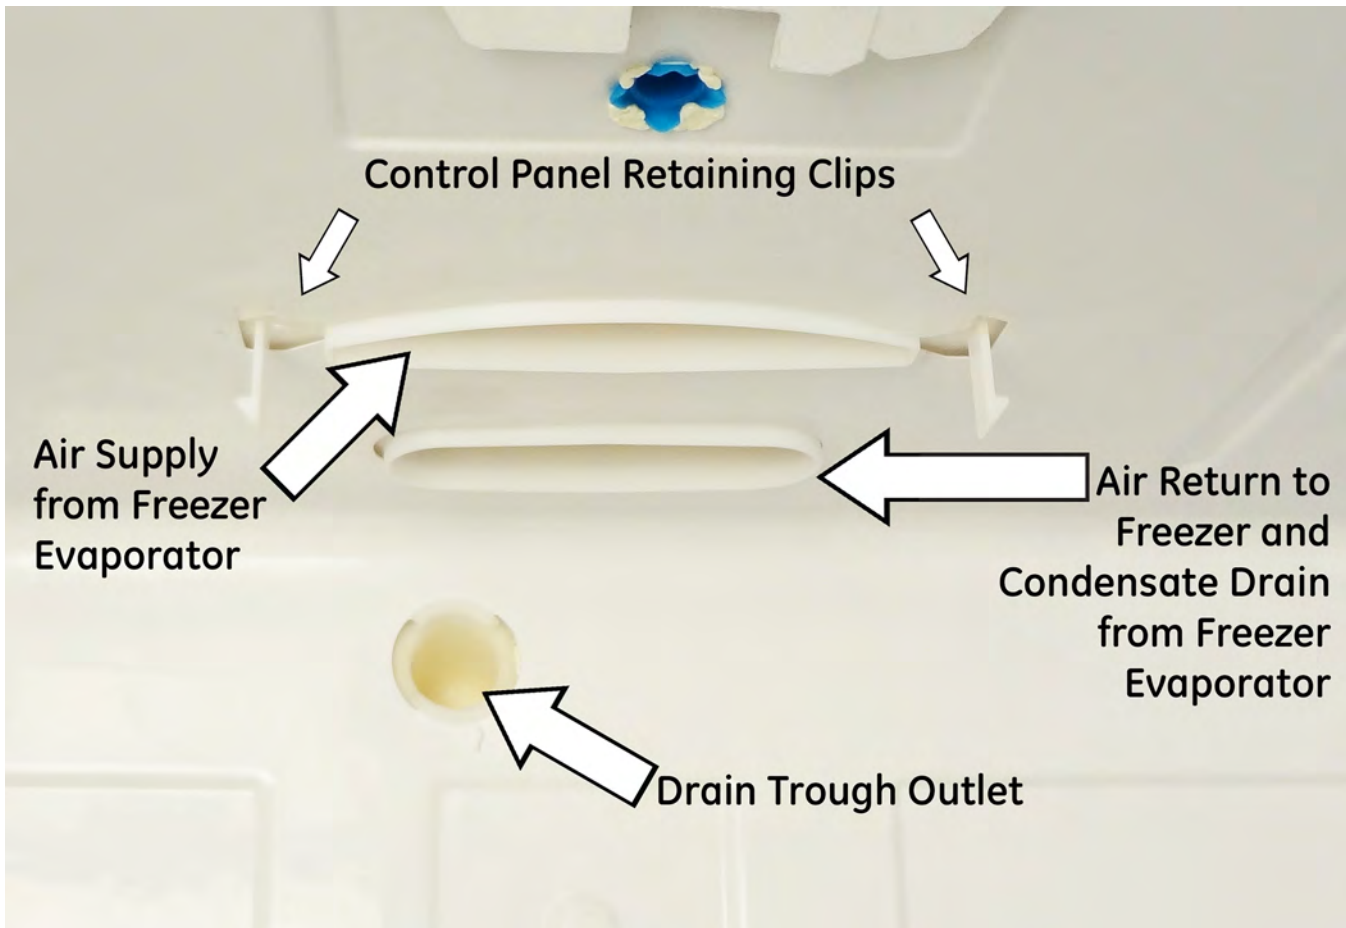 Control Panel Retaining Clips
Air Supply
from Freezer
Evaporator
Air Return to
Freezer and
Condensate Drain
from Freezer
Evaporator
Drain Trough Outlet